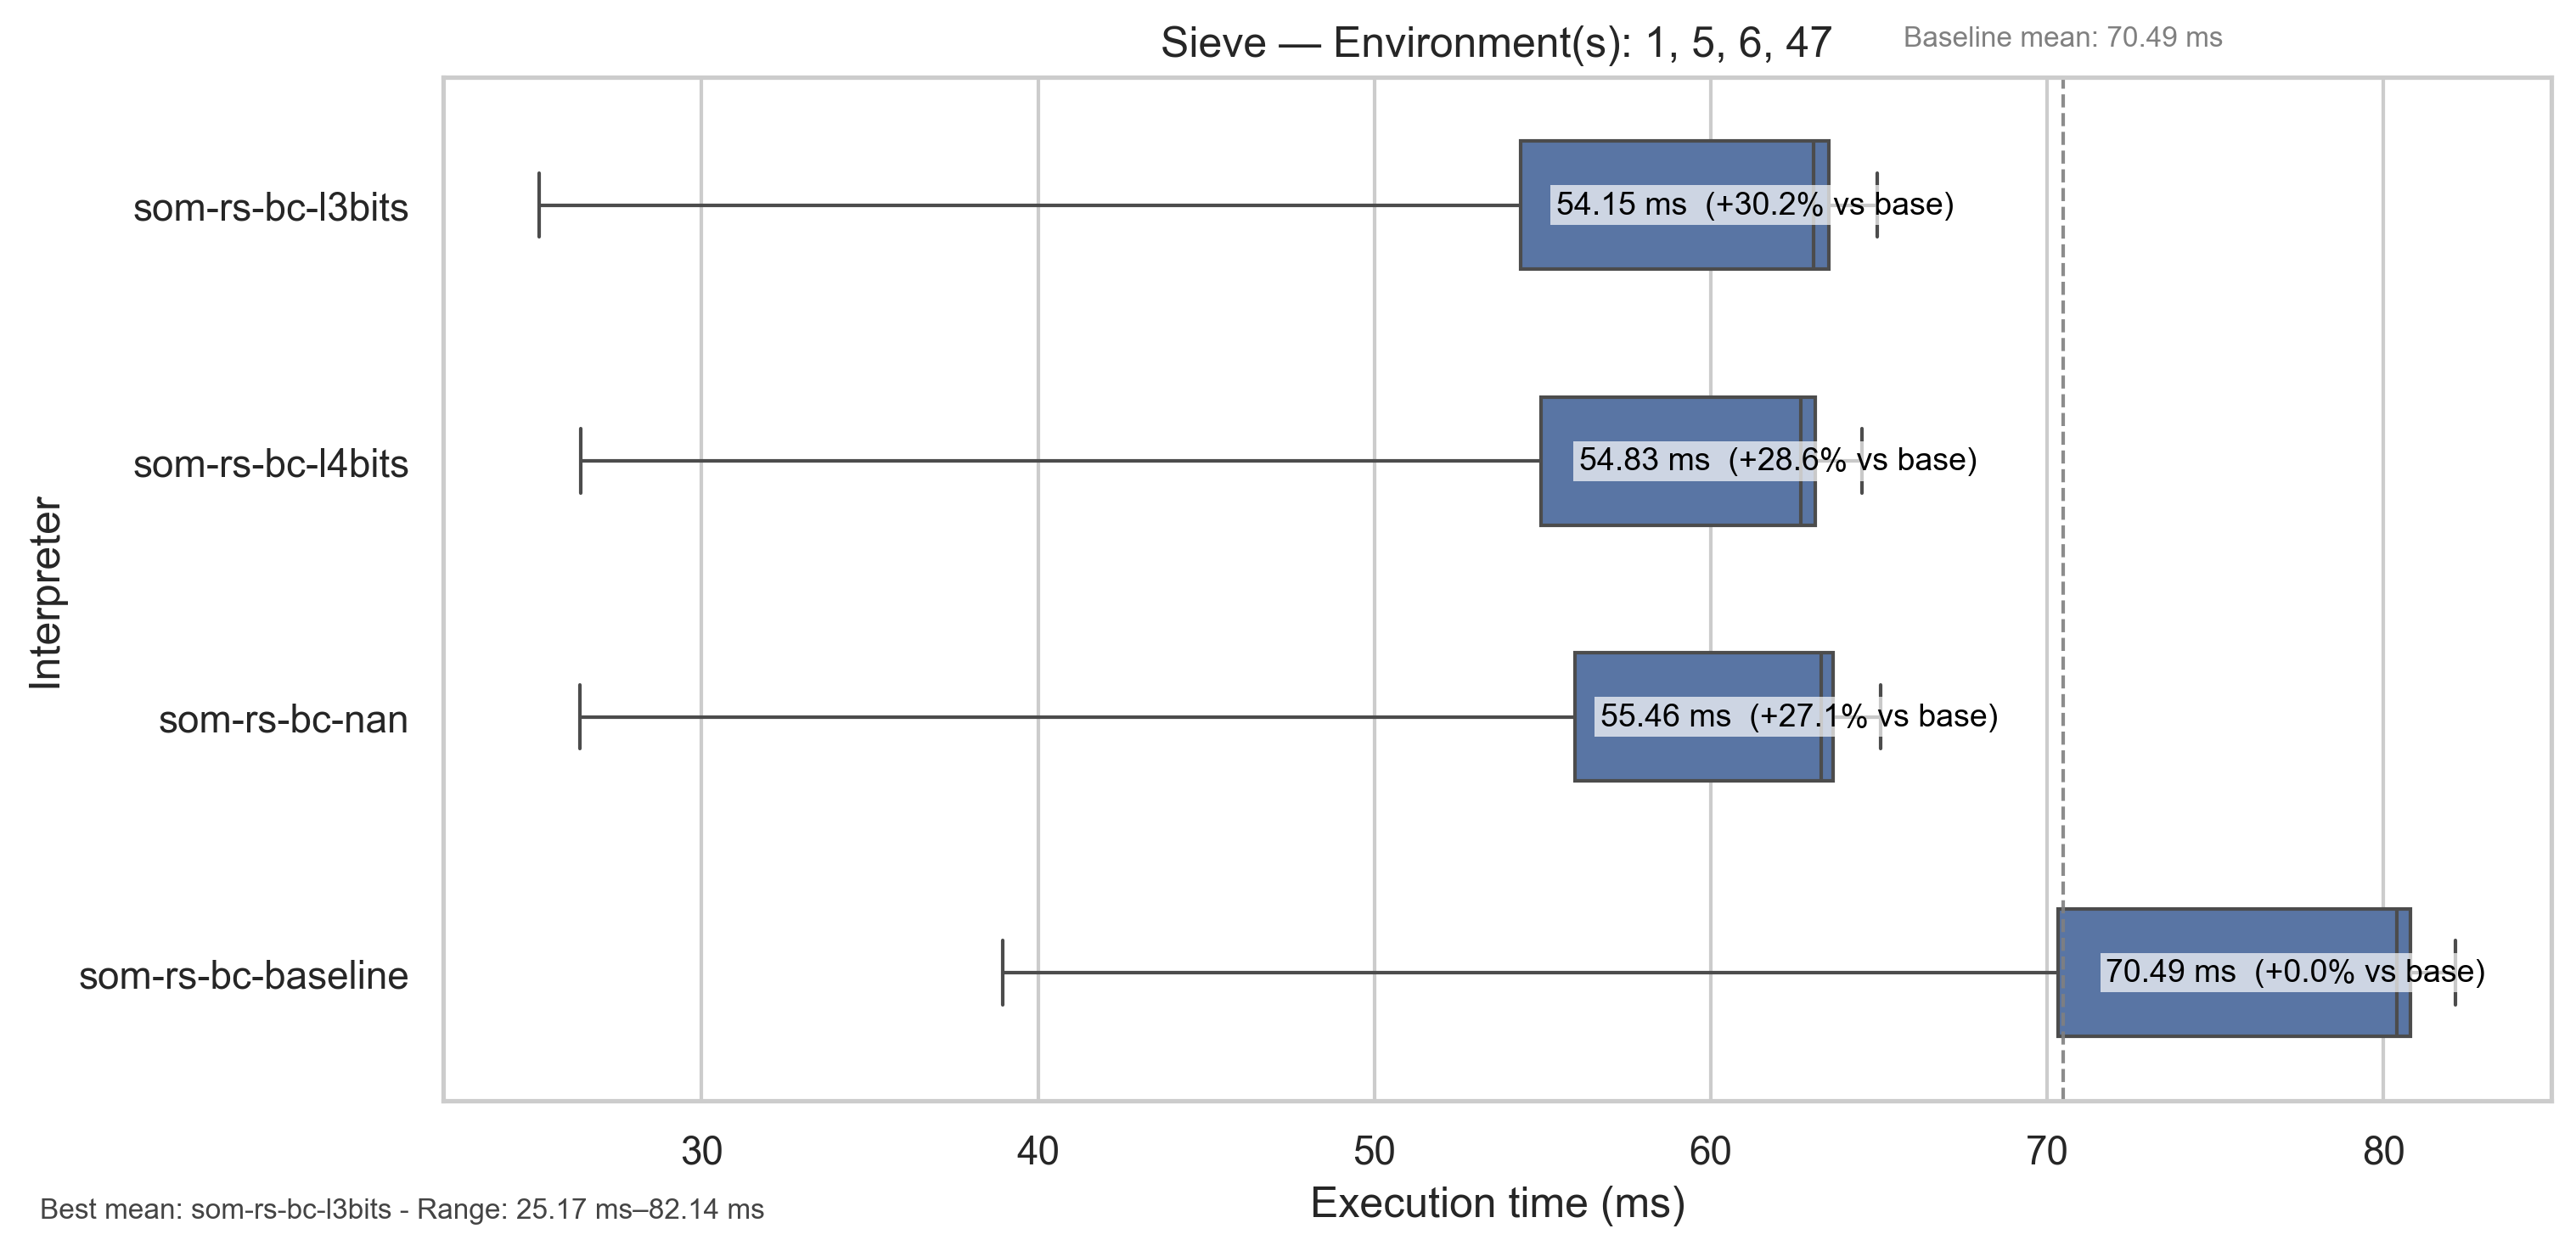 Sieve — Environment(s): 1, 5, 6, 47
Baseline mean: 70.49 ms
Interpreter
som-rs-bc-l3bits
54.15 ms  (+30.2% vs base)
som-rs-bc-l4bits
54.83 ms  (+28.6% vs base)
som-rs-bc-nan
55.46 ms  (+27.1% vs base)
som-rs-bc-baseline
70.49 ms  (+0.0% vs base)
30 40 50 60 70 80
Execution time (ms)
Best mean: som-rs-bc-l3bits - Range: 25.17 ms–82.14 ms